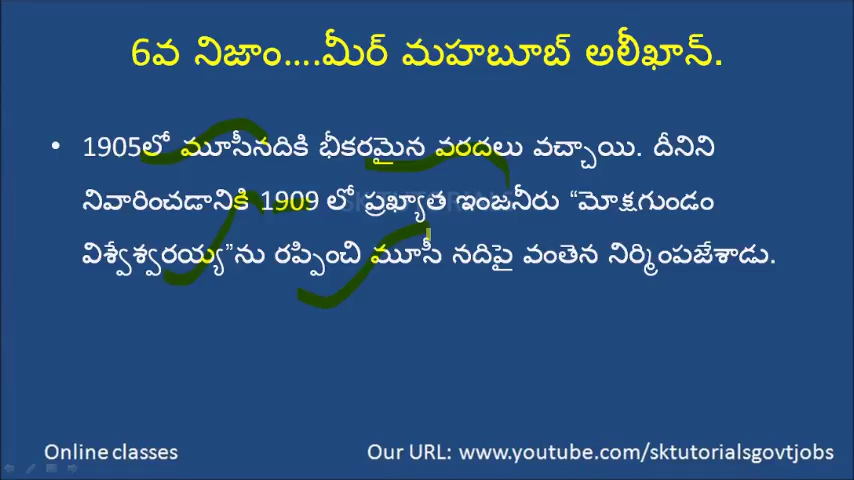 6వ నిజాం....మీర్ మహబూబ్ అలీఖాన్.
• 1905లో మూసీనదికి భీకరమైన వరదలు వచ్చాయి. దీనిని
నివారించడానికి 1909 లో ప్రఖ్యాత ఇంజనీరు “మోక్షగుండం
విశ్వేశ్వరయ్య”ను రప్పించి మూసీ నదిపై వంతెన నిర్మింపజేశాడు.
SKTUTORIALS
Online classes
Our URL: www.youtube.com/sktutorialsgovtjobs